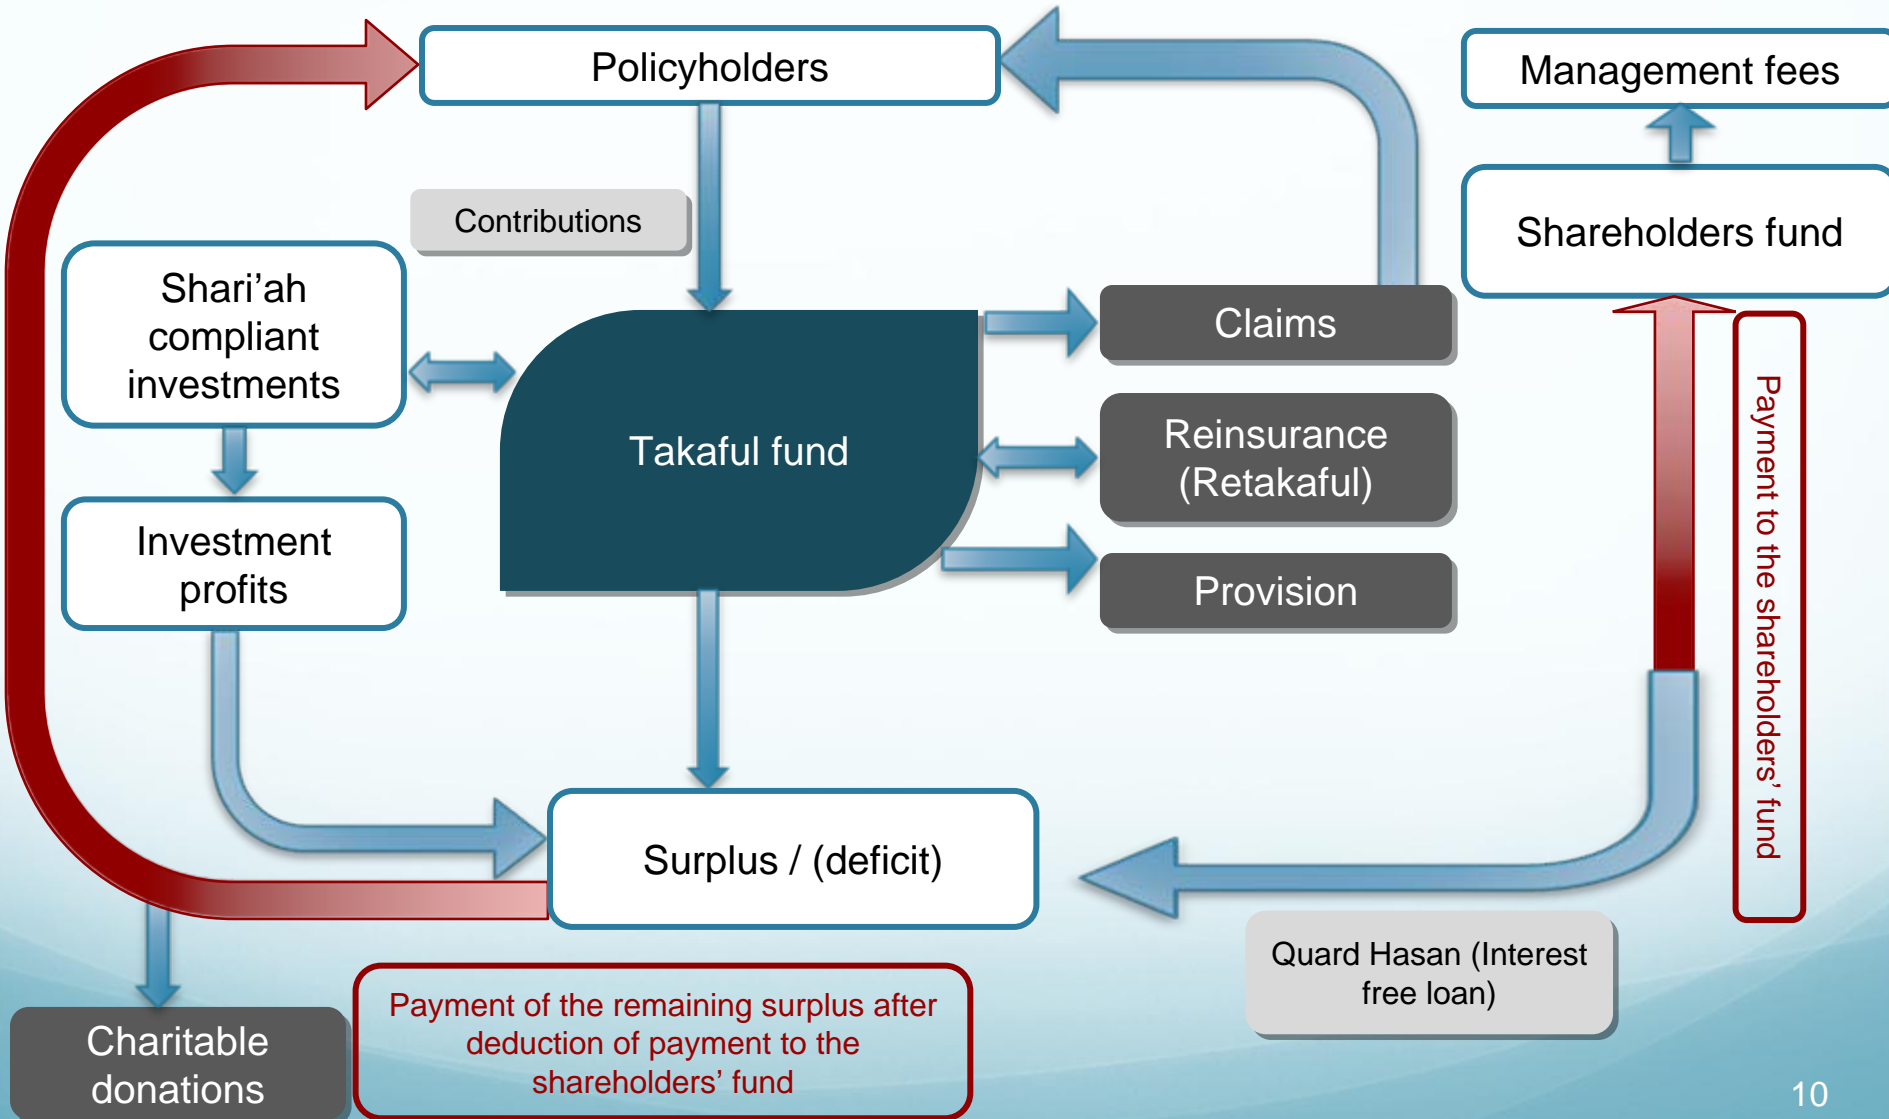 Policyholders
Management fees
Contributions
Shareholders fund
Shari’ah
compliant
investments
Claims
Takaful fund
Reinsurance
(Retakaful)
Investment
profits
Provision
Payment to the shareholders’ fund
Surplus / (deficit)
Quard Hasan (Interest
free loan)
Charitable
donations
Payment of the remaining surplus after
deduction of payment to the
shareholders’ fund
10